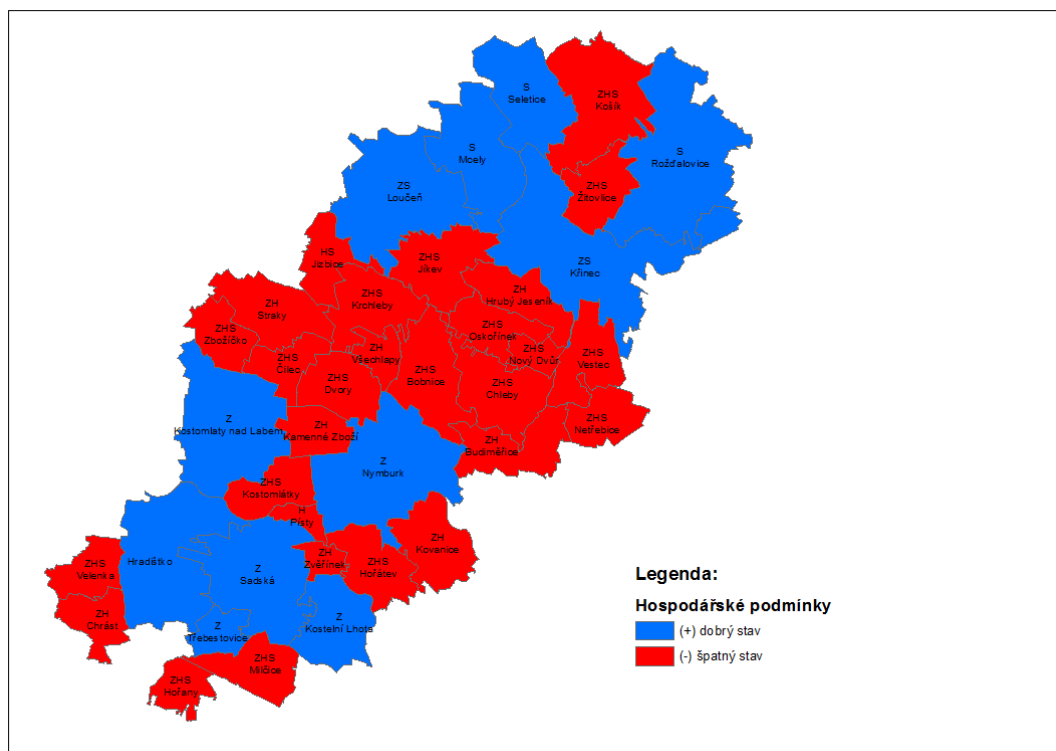 S
Seletice
ZHS
Košík
S
Mcely
S
Rožďalovice
ZS
Loučeň
ZHS
Žitovlice
HS
Jizbice
ZHS
Jíkev
ZS
Křinec
ZHS
Krchleby
ZH
Hrubý Jeseník
ZH
Straky
ZHS
Oskořínek
ZHS
Zbožíčko
ZH
Všechlapy
ZHS
Nový Dvůr
ZHS
Vestec
ZHS
Čilec
ZHS
Dvory
ZHS
Bobnice
ZHS
Chleby
ZHS
Netřebice
Z
Kostomlaty nad Labem
ZH
Kamenné Zboží
ZH
Budiměřice
Z
Nymburk
ZHS
Kostomlátky
H
Písty
ZH
Kovanice
ZH
Zvěřínek
ZHS
Hořátev
Hradištko
ZHS
Velenka
Z
Sadská
ZH
Chrást
Z
Kostelní Lhota
Z
Třebestovice
ZHS
Milčice
ZHS
Hořany
Legenda:
Hospodářské podmínky
(+) dobrý stav
(-) špatný stav